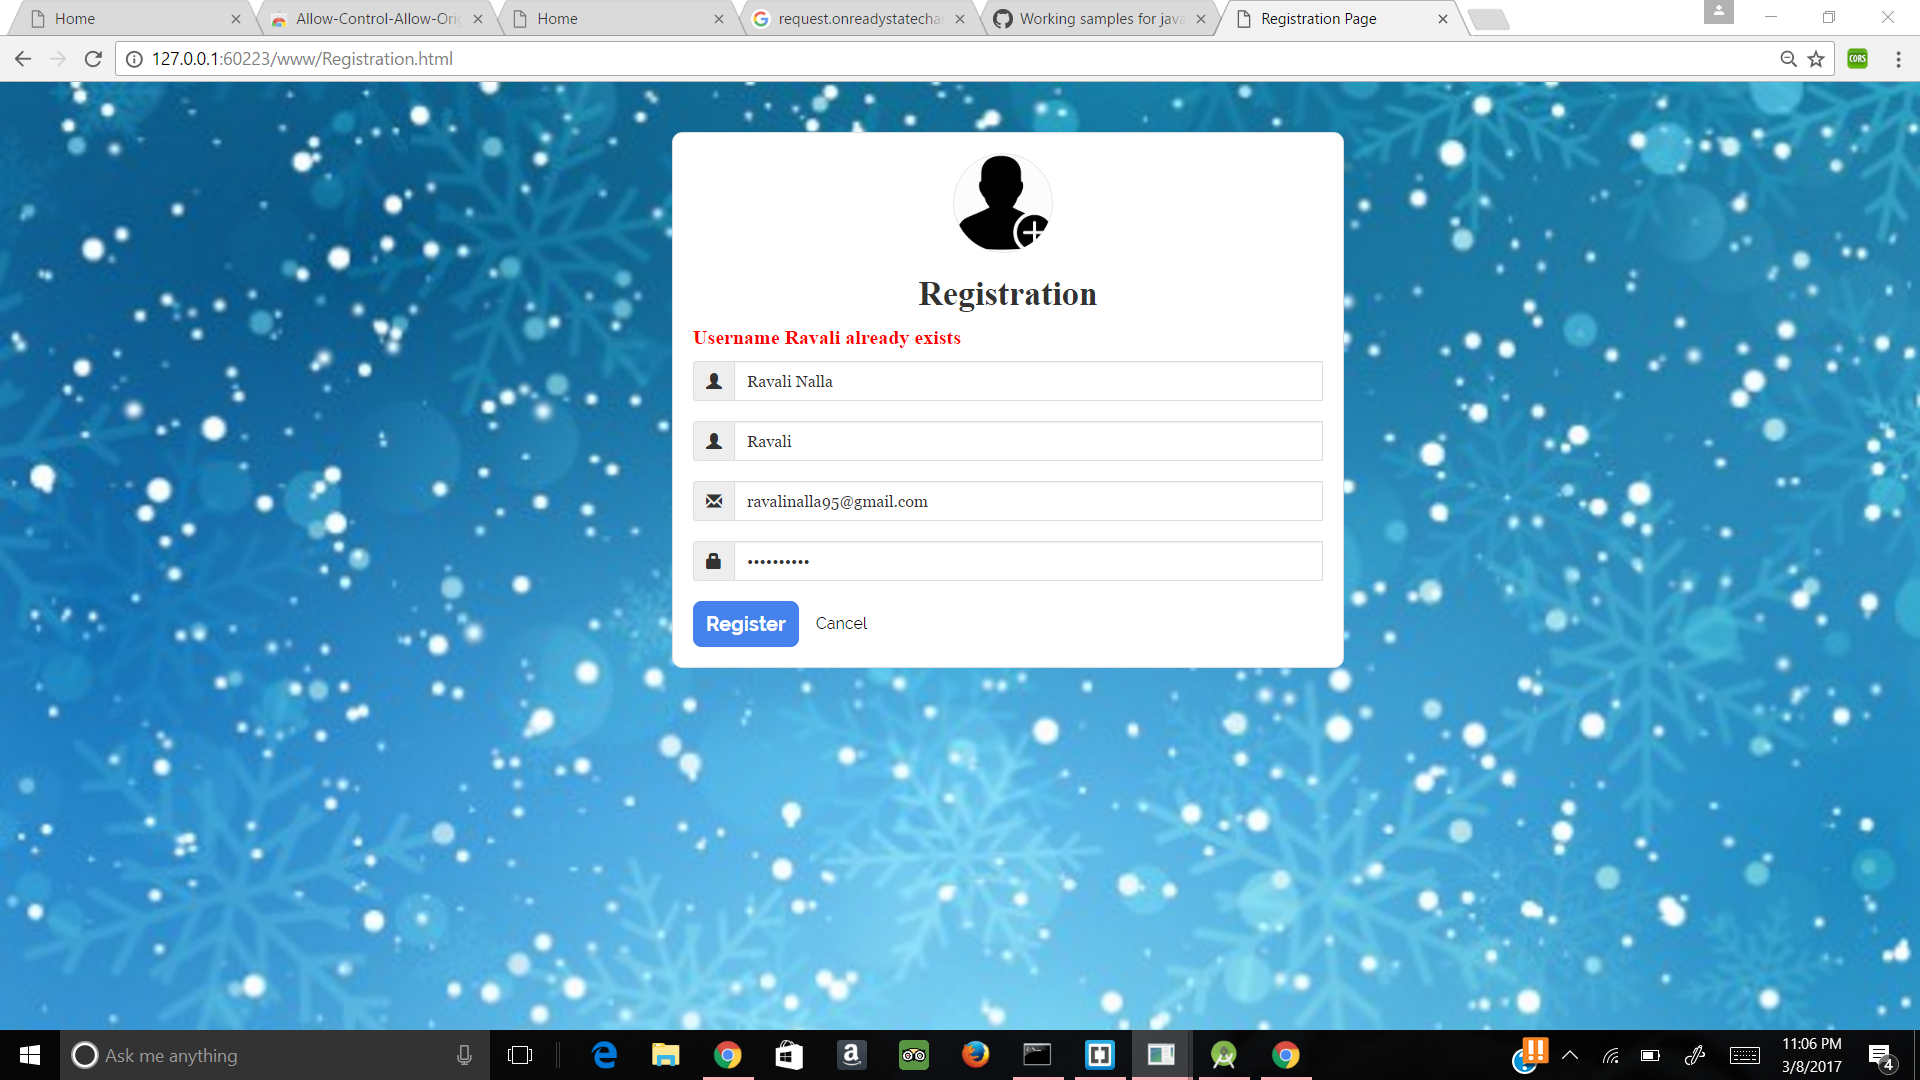 Home
Allow-Control-Allow-Ori
Home
request.onreadystatecha
Working samples for java
Registration Page
127.0.0.1:60223/www/Registration.html
CORS
Registration
Username Ravali already exists
Ravali Nalla
Ravali
ravalinalla95@gmail.com
••••••••••
Register
Cancel
Ask me anything
11:06 PM
3/8/2017
4